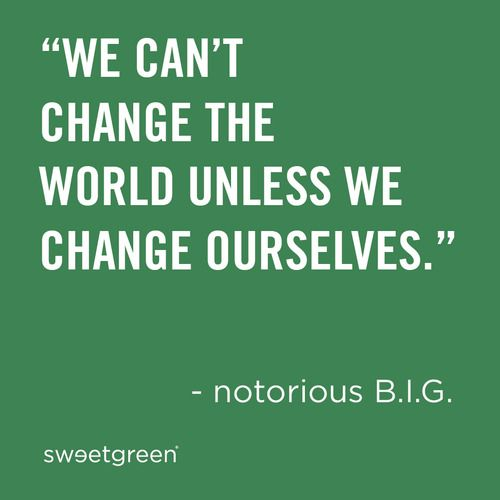 “WE CAN’T
CHANGE THE
WORLD UNLESS WE
CHANGE OURSELVES.”
- notorious B.I.G.
sweetgreen®